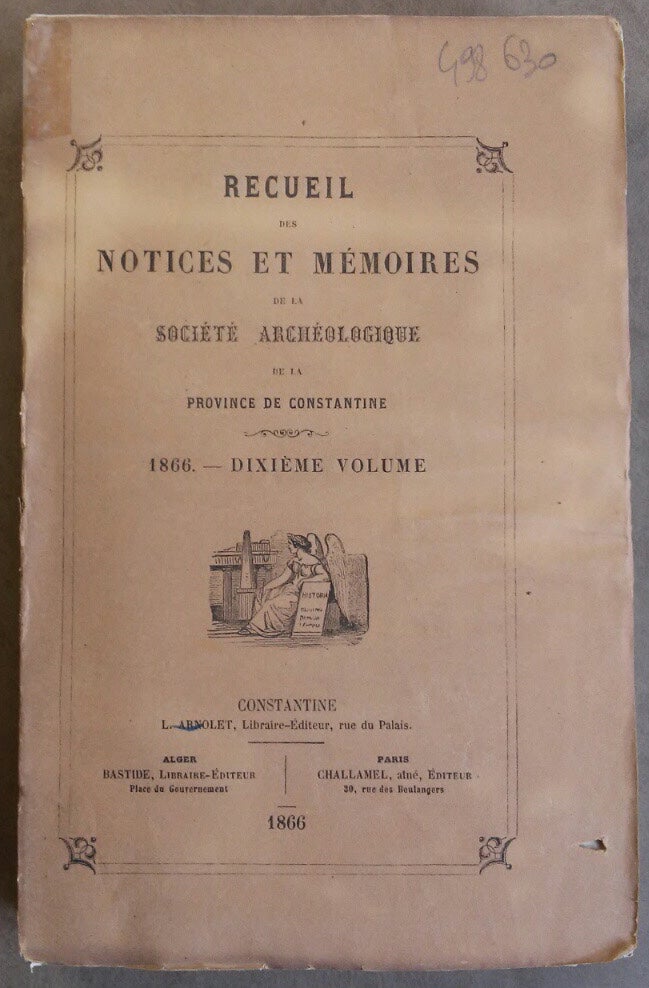 498 630
RECUEIL
DES
NOTICES ET MÉMOIRES
DE LA
SOCIÉTÉ ARCHÉOLOGIQUE
DE LA
PROVINCE DE CONSTANTINE
1866. — DIXIÈME VOLUME
HISTORIA
CONSTANTINE
L. ARNOLET, Libraire-Éditeur, rue du Palais.
ALGER
BASTIDE, LIBRAIRE-ÉDITEUR
Place du Gouvernement
PARIS
CHALLAMEL, aîné, ÉDITEUR
30, rue des Boulangers
1866